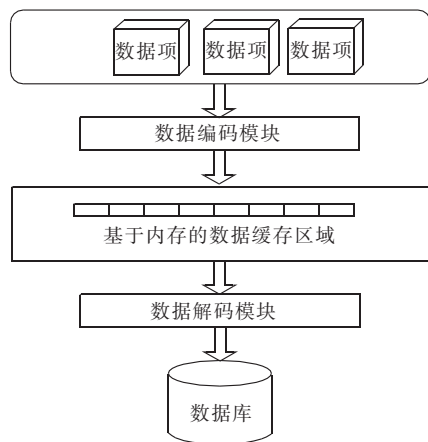 数据项 数据项 数据项
数据编码模块
基于内存的数据缓存区域
数据解码模块
数据库